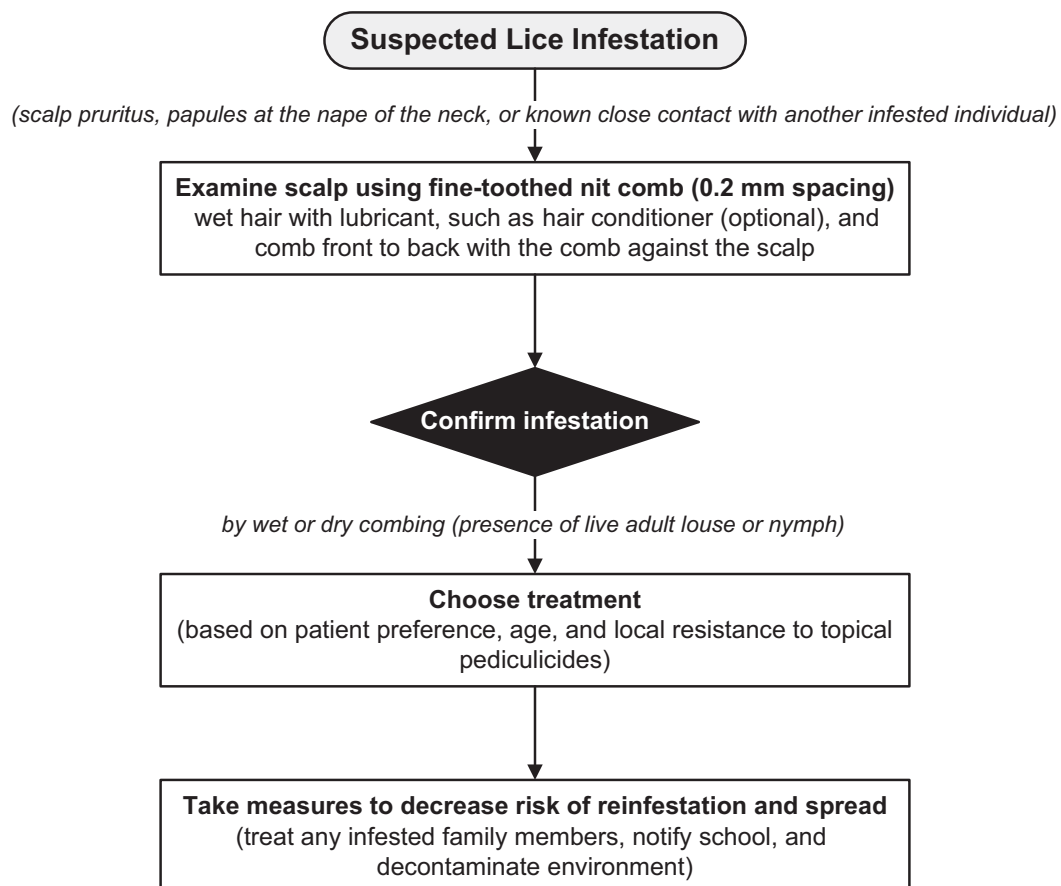 Suspected Lice Infestation
(scalp pruritus, papules at the nape of the neck, or known close contact with another infested individual)
Examine scalp using fine-toothed nit comb (0.2 mm spacing)
wet hair with lubricant, such as hair conditioner (optional), and
comb front to back with the comb against the scalp
Confirm infestation
by wet or dry combing (presence of live adult louse or nymph)
Choose treatment
(based on patient preference, age, and local resistance to topical
pediculicides)
Take measures to decrease risk of reinfestation and spread
(treat any infested family members, notify school, and
decontaminate environment)